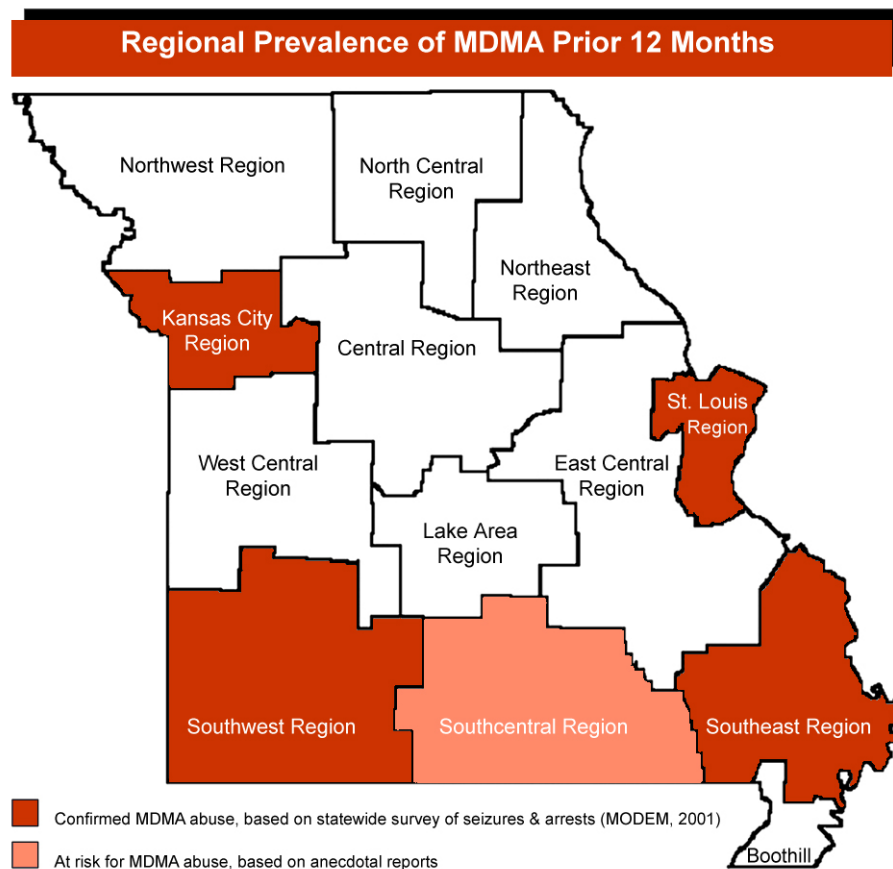 Regional Prevalence of MDMA Prior 12 Months
Northwest Region
North Central
Region
Northeast
Region
Kansas City
Region
Central Region
St. Louis
Region
West Central
Region
East Central
Region
Lake Area
Region
Southwest Region
Southcentral Region
Southeast Region
Confirmed MDMA abuse, based on statewide survey of seizures & arrests (MODEM, 2001)
At risk for MDMA abuse, based on anecdotal reports
Boothill